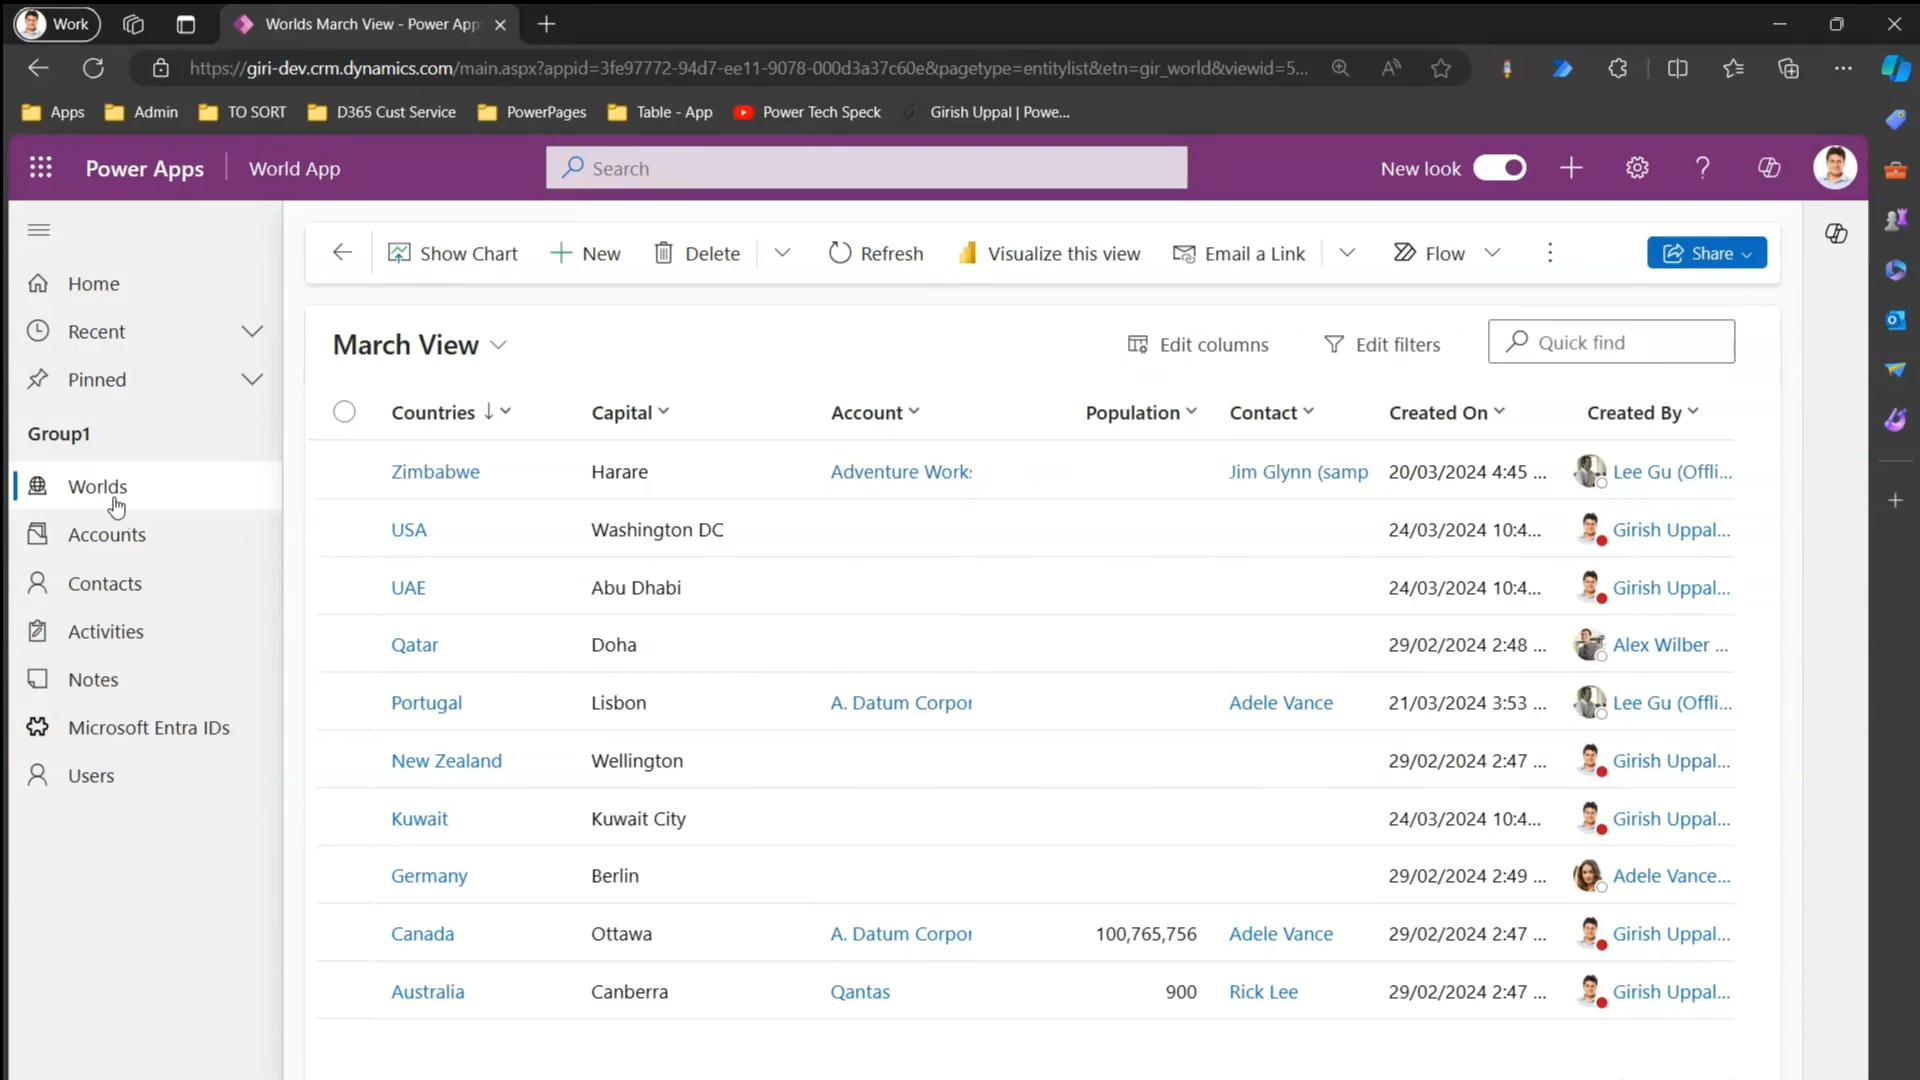 Work
Worlds March View - Power App
https://giri-dev.crm.dynamics.com/main.aspx?appid=3fe97772-94d7-ee11-9078-000d3a37c60e&pagetype=entitylist&etn=gir_world&viewid=5...
Apps Admin TO SORT D365 Cust Service PowerPages Table - App Power Tech Speck Girish Uppal | Powe...
Power Apps World App Search New look
Show Chart New Delete Refresh Visualize this view Email a Link Flow Share
Home
Recent
Pinned
Group1
Worlds
Accounts
Contacts
Activities
Notes
Microsoft Entra IDs
Users
March View Edit columns Edit filters Quick find
Countries Capital Account Population Contact Created On Created By
Zimbabwe Harare Adventure Works Jim Glynn (samp 20/03/2024 4:45 ... Lee Gu (Offli...
USA Washington DC 24/03/2024 10:4... Girish Uppal...
UAE Abu Dhabi 24/03/2024 10:4... Girish Uppal...
Qatar Doha 29/02/2024 2:48 ... Alex Wilber ...
Portugal Lisbon A. Datum Corpor 21/03/2024 3:53 ... Adele Vance Lee Gu (Offli...
New Zealand Wellington 29/02/2024 2:47 ... Girish Uppal...
Kuwait Kuwait City 24/03/2024 10:4... Girish Uppal...
Germany Berlin 29/02/2024 2:49 ... Adele Vance...
Canada Ottawa A. Datum Corpor 100,765,756 Adele Vance 29/02/2024 2:47 ... Girish Uppal...
Australia Canberra Qantas 900 Rick Lee 29/02/2024 2:47 ... Girish Uppal...